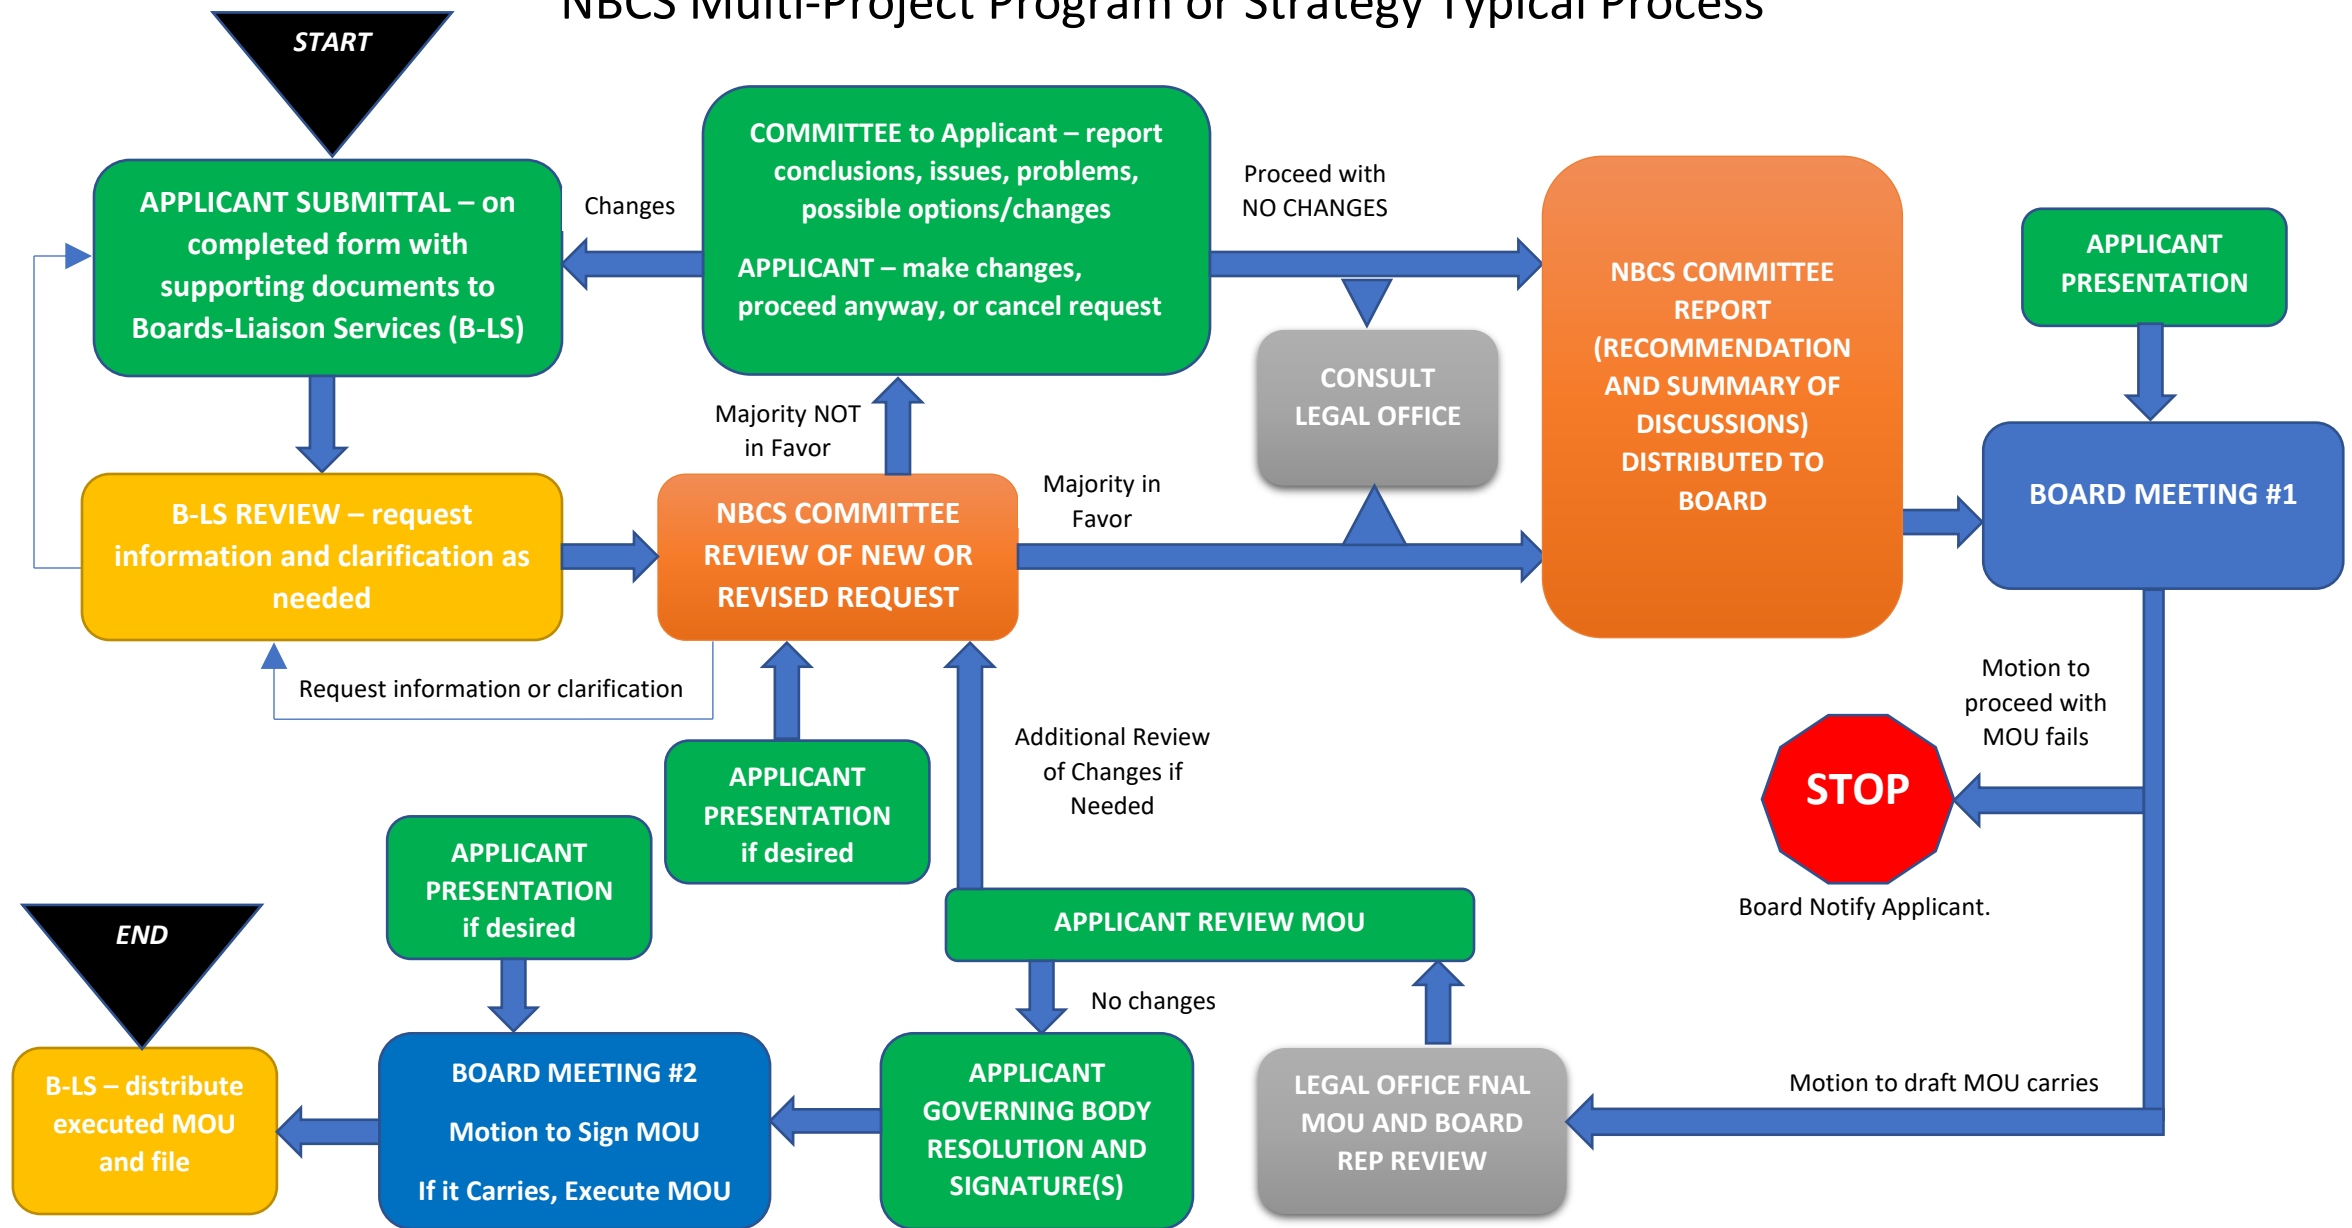 NBCS Multi-Project Program or Strategy Typical Process
START
APPLICANT SUBMITTAL – on
completed form with
supporting documents to
Boards-Liaison Services (B-LS)
Changes
COMMITTEE to Applicant – report
conclusions, issues, problems,
possible options/changes
APPLICANT – make changes,
proceed anyway, or cancel request
Proceed with
NO CHANGES
CONSULT
LEGAL OFFICE
NBCS COMMITTEE
REPORT
(RECOMMENDATION
AND SUMMARY OF
DISCUSSIONS)
DISTRIBUTED TO
BOARD
APPLICANT
PRESENTATION
BOARD MEETING #1
Majority NOT
in Favor
B-LS REVIEW – request
information and clarification as
needed
NBCS COMMITTEE
REVIEW OF NEW OR
REVISED REQUEST
Majority in
Favor
Request information or clarification
APPLICANT
PRESENTATION
if desired
Additional Review
of Changes if
Needed
Motion to
proceed with
MOU fails
STOP
Board Notify Applicant.
APPLICANT
PRESENTATION
if desired
APPLICANT REVIEW MOU
No changes
END
B-LS – distribute
executed MOU
and file
BOARD MEETING #2
Motion to Sign MOU
If it Carries, Execute MOU
APPLICANT
GOVERNING BODY
RESOLUTION AND
SIGNATURE(S)
LEGAL OFFICE FNAL
MOU AND BOARD
REP REVIEW
Motion to draft MOU carries